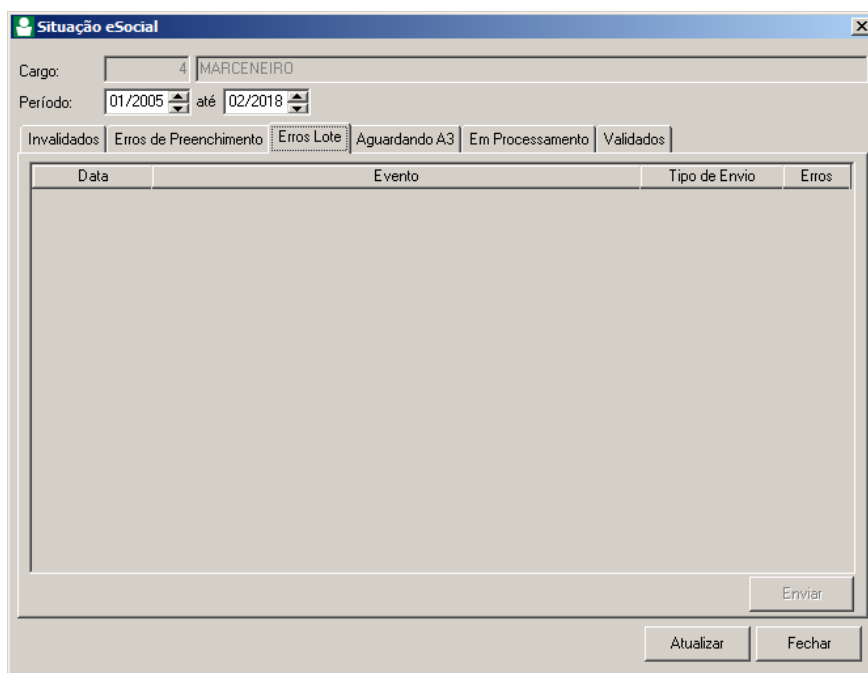 Situação eSocial
Cargo: 4 MARCENEIRO
Período: 01/2005 até 02/2018
Invalidados Erros de Preenchimento Erros Lote Aguardando A3 Em Processamento Validados
Data Evento Tipo de Envio Erros
Enviar
Atualizar Fechar